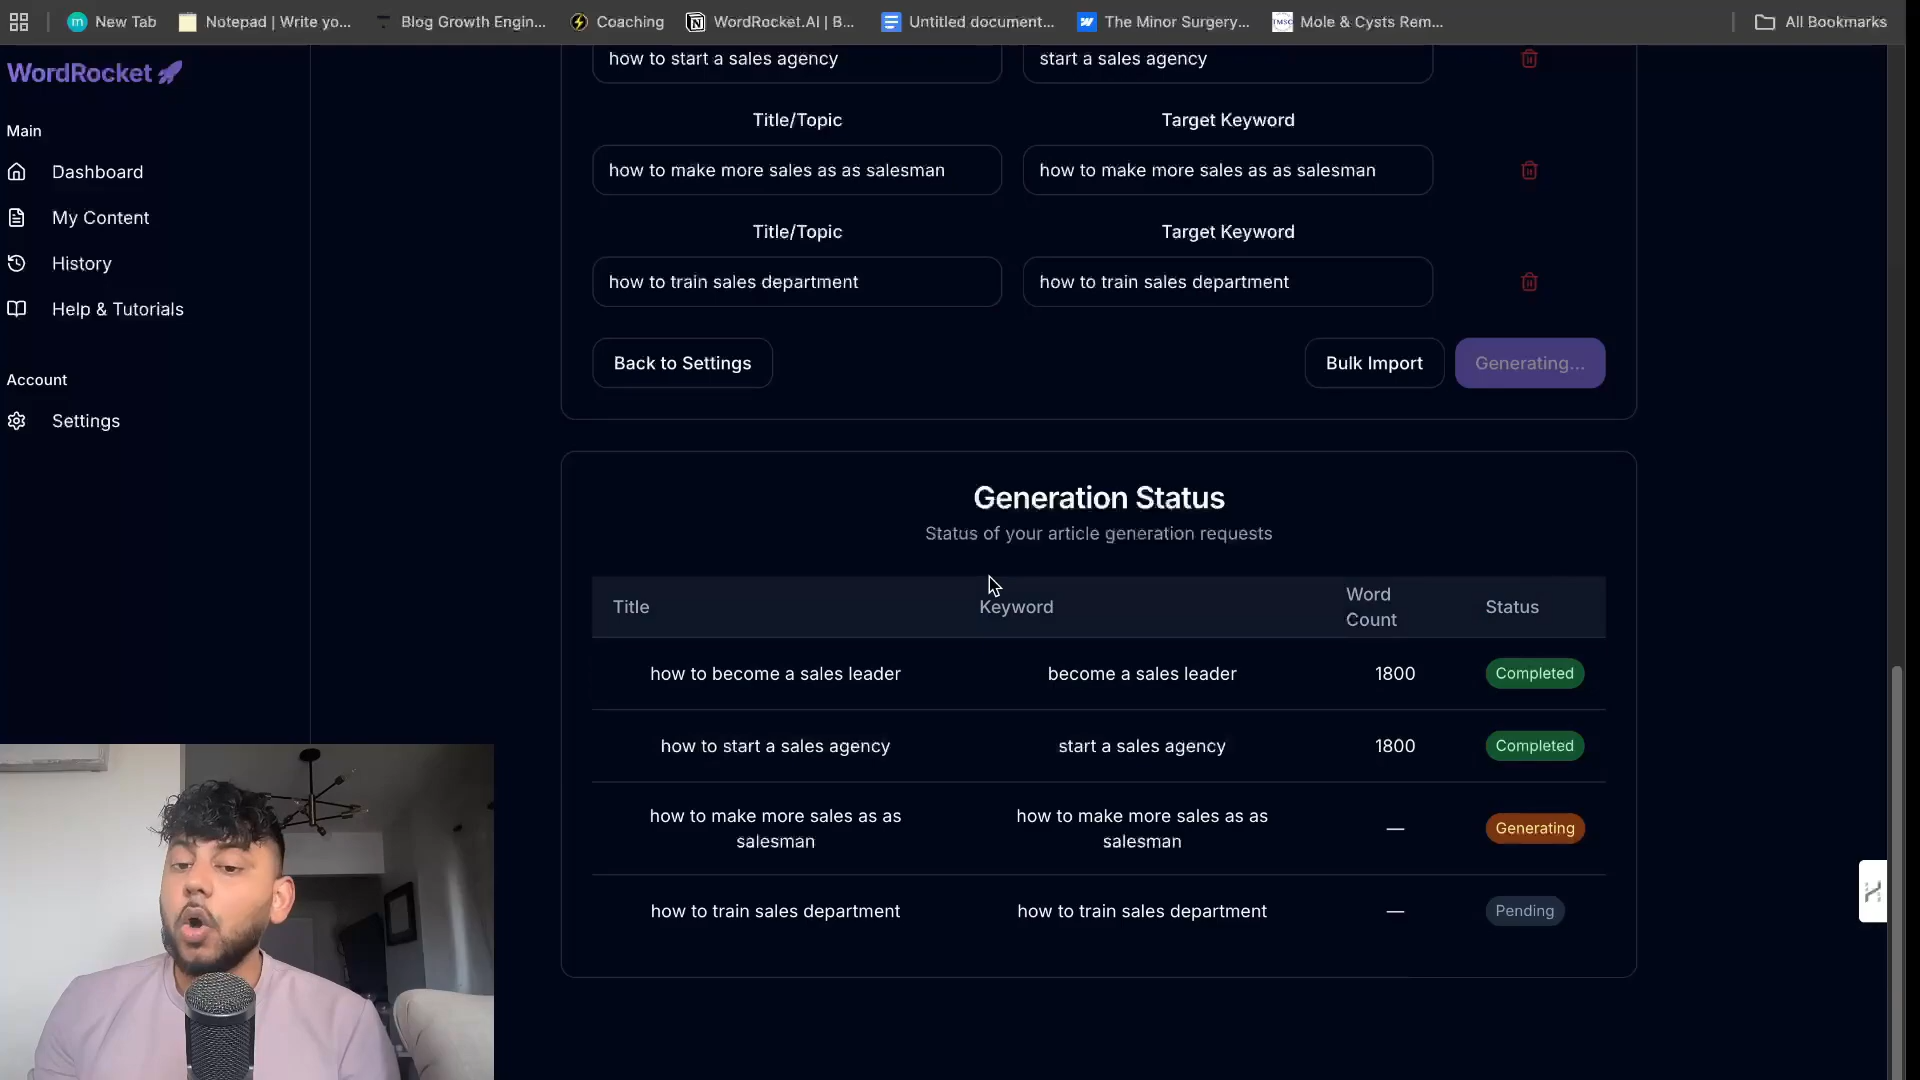 New Tab
Notepad | Write yo...
Blog Growth Engin...
Coaching
WordRocket.AI | B...
Untitled document...
The Minor Surgery...
Mole & Cysts Rem...
All Bookmarks
WordRocket
Main
Dashboard
My Content
History
Help & Tutorials
Account
Settings
how to start a sales agency
start a sales agency
Title/Topic
Target Keyword
how to make more sales as as salesman
how to make more sales as as salesman
Title/Topic
Target Keyword
how to train sales department
how to train sales department
Back to Settings
Bulk Import
Generating...
Generation Status
Status of your article generation requests
Title
Keyword
Word
Count
Status
how to become a sales leader
become a sales leader
1800
Completed
how to start a sales agency
start a sales agency
1800
Completed
how to make more sales as as
salesman
how to make more sales as as
salesman
—
Generating
how to train sales department
how to train sales department
—
Pending